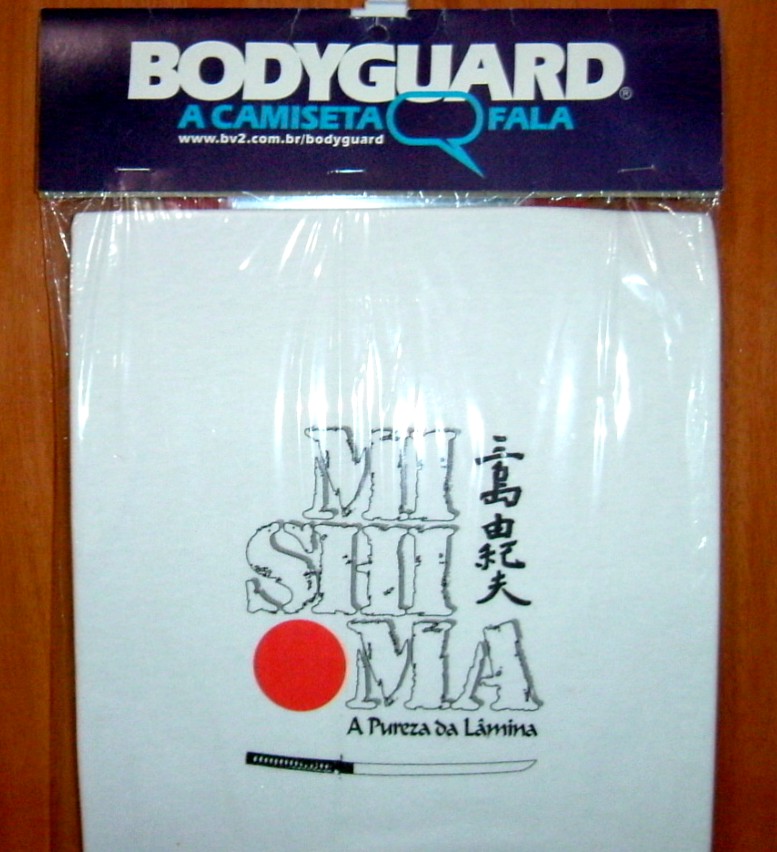 BODYGUARD®
A CAMISETA FALA
www.bv2.com.br/bodyguard
MI
SHI
MA
三島由紀夫
A Pureza da Lâmina